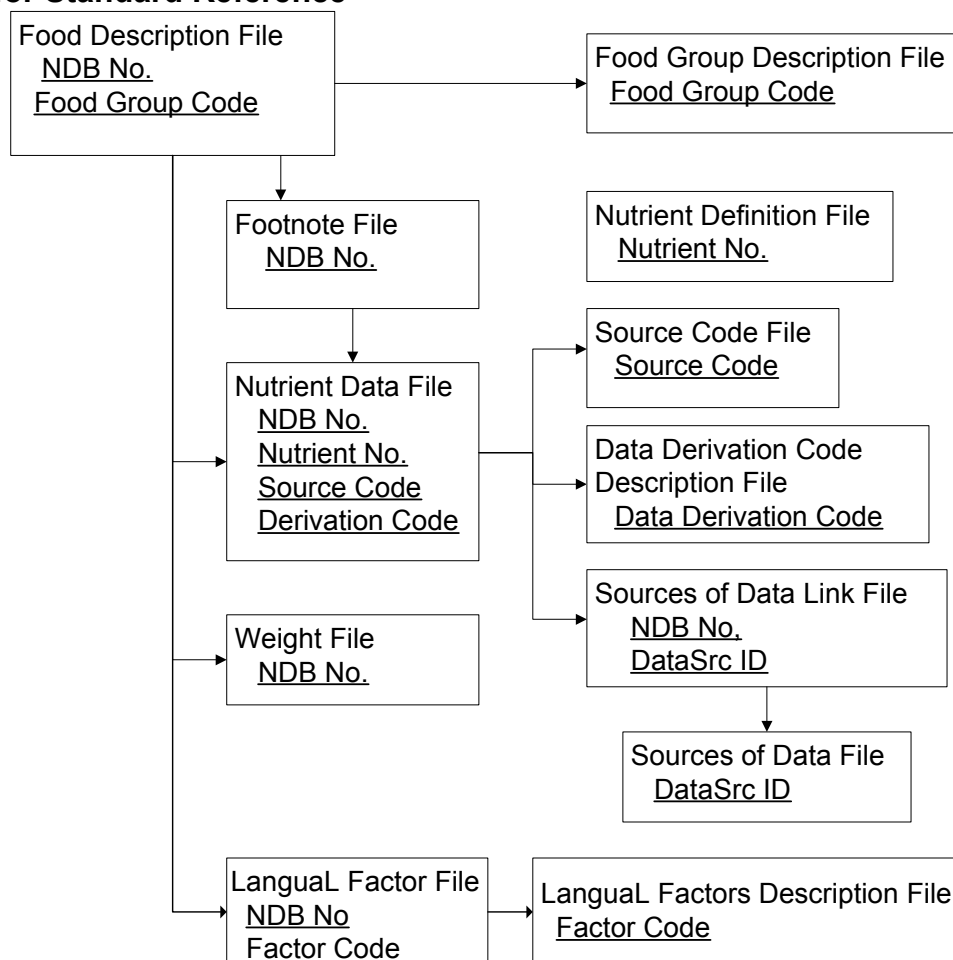 Standard Reference
Food Description File
NDB No.
Food Group Code
Food Group Description File
Food Group Code
Footnote File
NDB No.
Nutrient Definition File
Nutrient No.
Nutrient Data File
NDB No.
Nutrient No.
Source Code
Derivation Code
Source Code File
Source Code
Data Derivation Code
Description File
Data Derivation Code
Sources of Data Link File
NDB No,
DataSrc ID
Weight File
NDB No.
Sources of Data File
DataSrc ID
LanguaL Factor File
NDB No
Factor Code
LanguaL Factors Description File
Factor Code